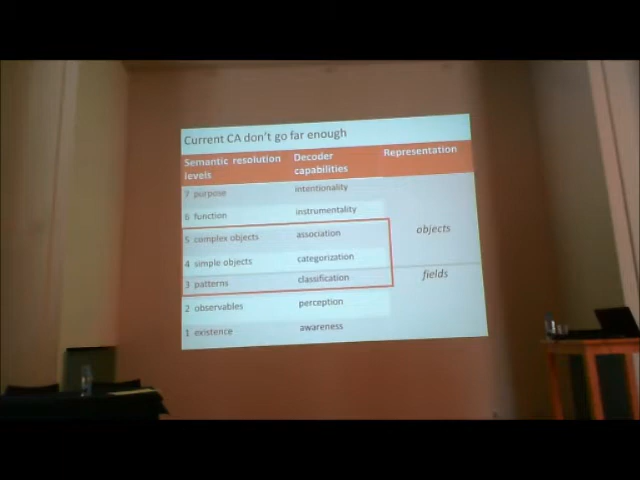 Current CA don't go far enough
Semantic resolution levels Decoder capabilities Representation
7 purpose intentionality
6 function instrumentality
5 complex objects association
objects
4 simple objects categorization
fields
3 patterns classification
2 observables perception
1 existence awareness